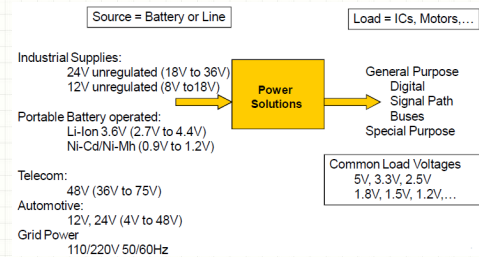 Source = Battery or Line
Load = ICs, Motors,...
Industrial Supplies:
24V unregulated (18V to 36V)
12V unregulated (8V to18V)
Portable Battery operated:
Li-Ion 3.6V (2.7V to 4.4V)
Ni-Cd/Ni-Mh (0.9V to 1.2V)
Telecom:
48V (36V to 75V)
Automotive:
12V, 24V (4V to 48V)
Grid Power
110/220V 50/60Hz
Power
Solutions
General Purpose
Digital
Signal Path
Buses
Special Purpose
Common Load Voltages
5V, 3.3V, 2.5V
1.8V, 1.5V, 1.2V,...